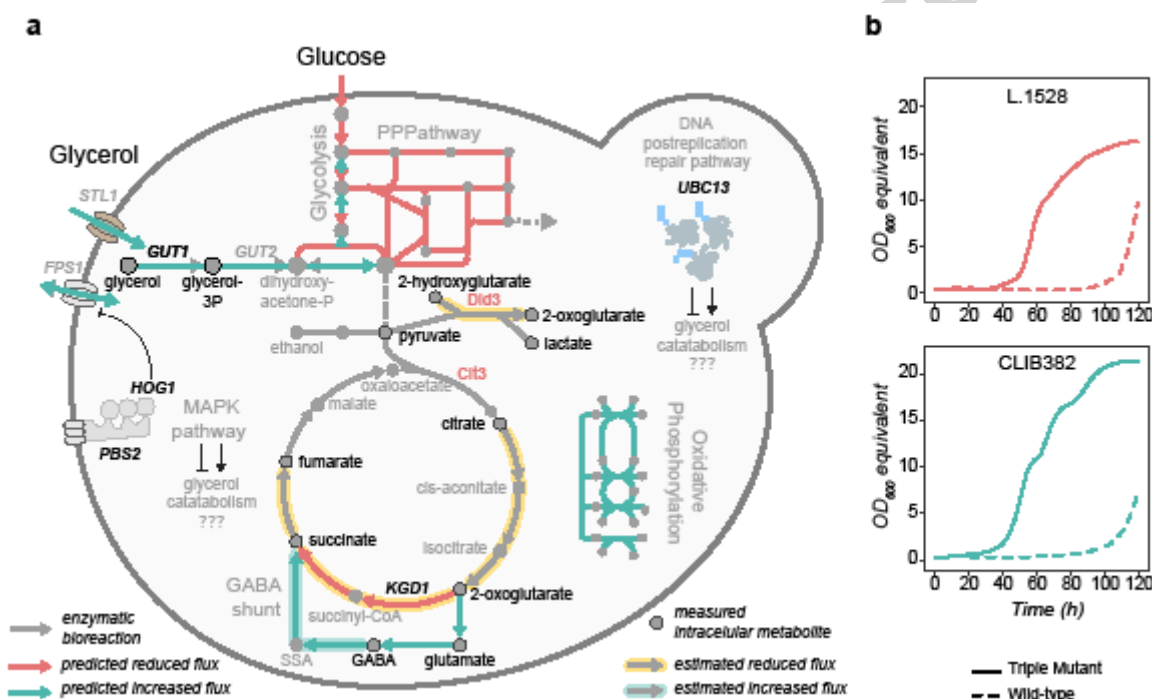 a
Glucose
PPPathway
Glycolysis
Glycerol
STL1
GUT1
GUT2
FPS1
glycerol
glycerol-
3P
dihydroxy-
acetone-P
2-hydroxyglutarate
Dld3
2-oxoglutarate
pyruvate
lactate
ethanol
oxaloacetate
Cit3
malate
citrate
HOG1
MAPK
pathway
PBS2
glycerol
catatabolism
???
fumarate
cis-aconitate
isocitrate
succinate
KGD1
2-oxoglutarate
succinyl-CoA
GABA
shunt
SSA
GABA
glutamate
DNA
postreplication
repair pathway
UBC13
glycerol
catatabolism
???
Oxidative
Phosphorylation
enzymatic
bioreaction
predicted reduced flux
predicted increased flux
measured
intracelular metabolite
estimated reduced flux
estimated increased flux
b
L.1528
OD600 equivalent
20
15
10
5
0
0 20 40 60 80 100 120
CLIB382
OD600 equivalent
20
15
10
5
0
0 20 40 60 80 100 120
Time (h)
Triple Mutant
Wild-type